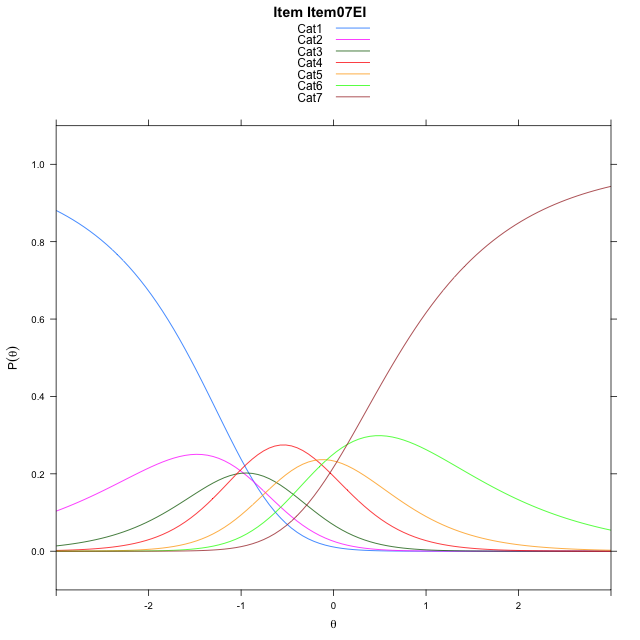 Item Item07EI
Cat1
Cat2
Cat3
Cat4
Cat5
Cat6
Cat7
1.0
0.8
0.6
0.4
0.2
0.0
P(θ)
-2 -1 0 1 2
θ